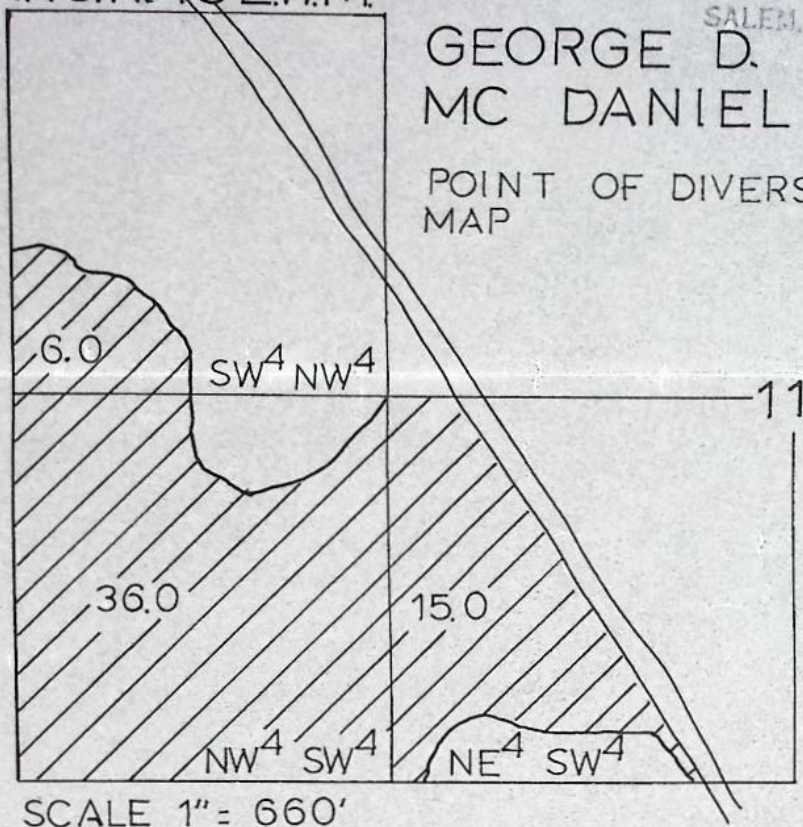 SALEM,
GEORGE D.
MC DANIEL
POINT OF DIVERS
MAP
6.0
SW4 NW4
11
36.0
15.0
NW4 SW4
NE4 SW4
SCALE 1" = 660'